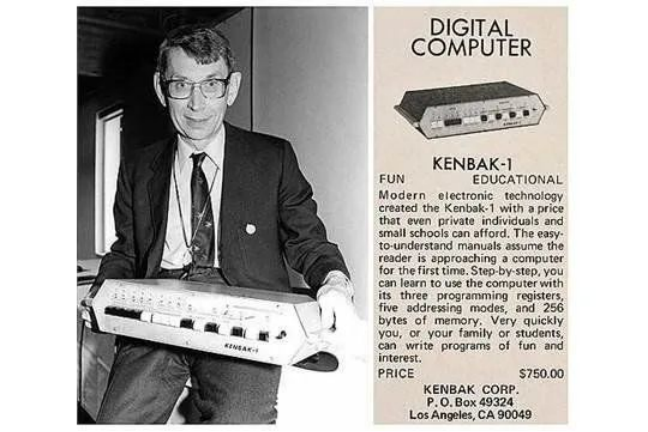 KENBAK-1
DIGITAL
COMPUTER
KENBAK-1
FUN EDUCATIONAL
Modern electronic technology
created the Kenbak-1 with a price
that even private individuals and
small schools can afford. The easy-
to-understand manuals assume the
reader is approaching a computer
for the first time. Step-by-step, you
can learn to use the computer with
its three programming registers,
five addressing modes, and 256
bytes of memory. Very quickly
you, or your family or students,
can write programs of fun and
interest.
PRICE $750.00
KENBAK CORP.
P. O. Box 49324
Los Angeles, CA 90049